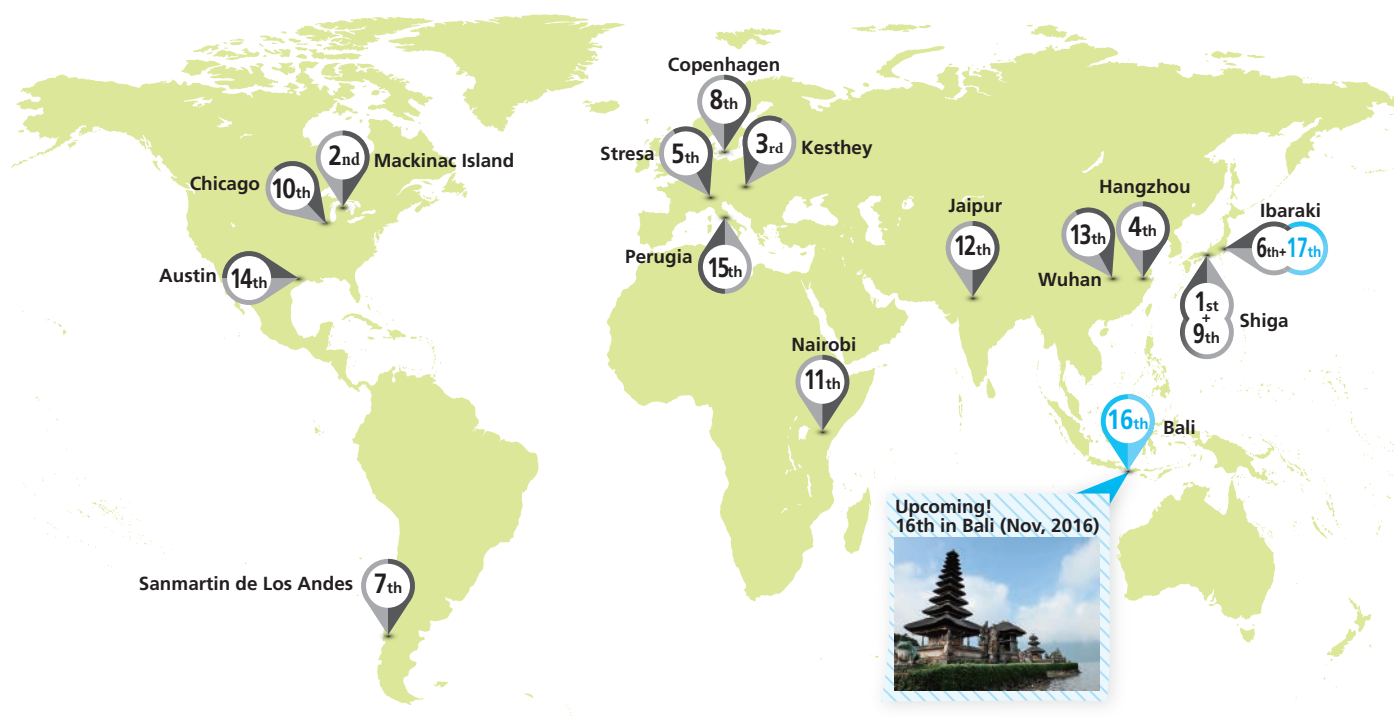 Copenhagen
8th
Stresa
5th
3rd
Kesthey
2nd
Mackinac Island
Chicago
10th
Hangzhou
4th
Jaipur
12th
13th
Wuhan
Ibaraki
6th+17th
Austin
14th
Perugia
15th
1st
+
9th
Shiga
Nairobi
11th
16th
Bali
Upcoming!
16th in Bali (Nov, 2016)
Sanmartin de Los Andes
7th